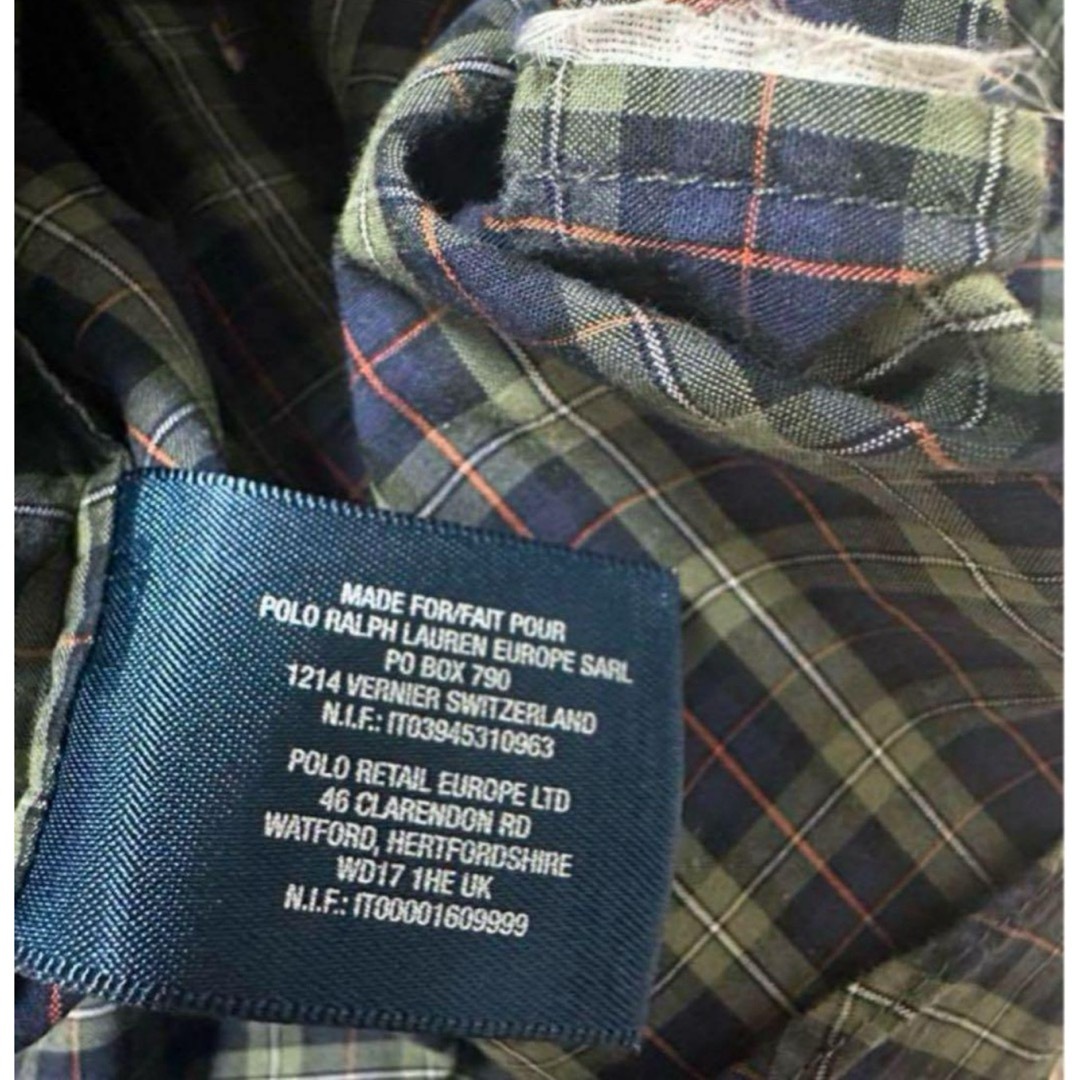 MADE FOR/FAIT POUR
POLO RALPH LAUREN EUROPE SARL
PO BOX 790
1214 VERNIER SWITZERLAND
N.I.F.: IT03945310963
POLO RETAIL EUROPE LTD
46 CLARENDON RD
WATFORD, HERTFORDSHIRE
WD17 1HE UK
N.I.F.: IT00001609999